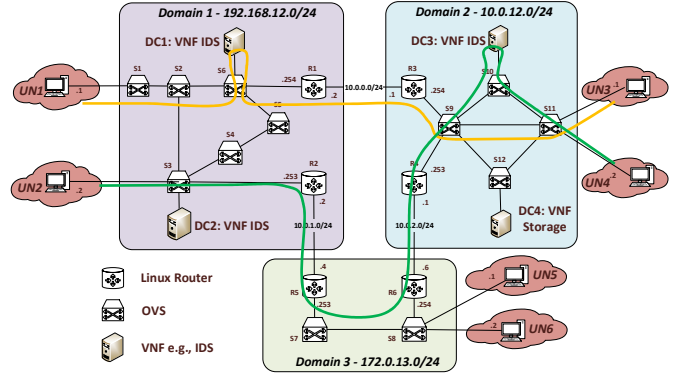 Domain 1 - 192.168.12.0/24
Domain 2 - 10.0.12.0/24
DC1: VNF IDS
DC3: VNF IDS
S1
S2
S6
R1
R3
S10
.254
10.0.0.0/24
.254
UN1
.1
.2
.1
UN3
.1
S9
S11
S4
S3
R2
.253
.253
S12
UN2
.2
.2
.1
UN4
.2
DC2: VNF IDS
10.0.1.0/24
10.0.2.0/24
DC4: VNF
Storage
.4
.6
Linux Router
R5
.253
R6
.254
.1
UN5
OVS
S7
S8
.2
UN6
VNF e.g., IDS
Domain 3 - 172.0.13.0/24